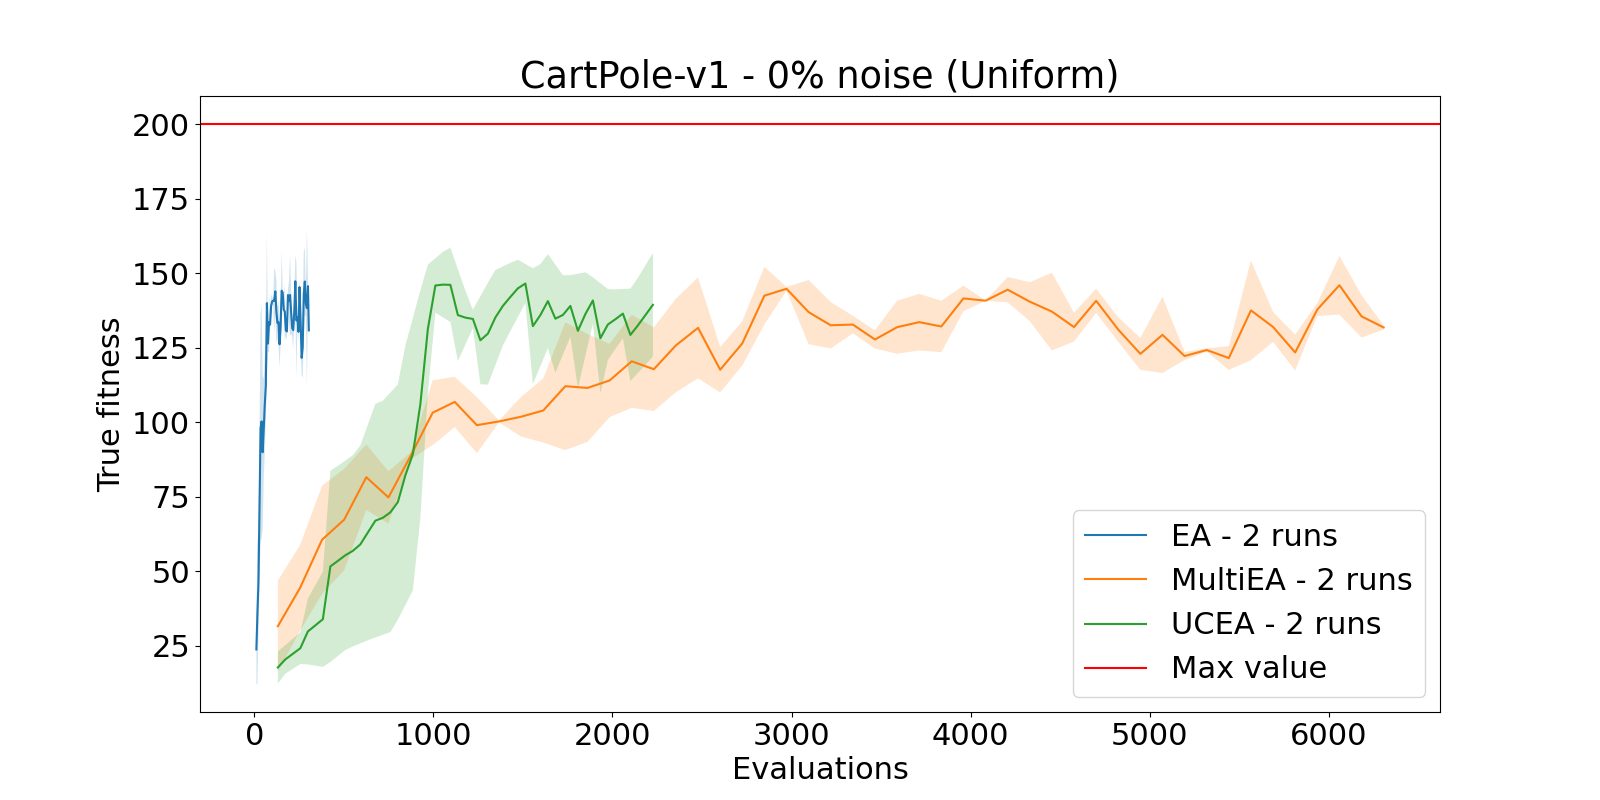 CartPole-v1 - 0% noise (Uniform)
200
175
150
125
100
75
50
25
True fitness
0 1000 2000 3000 4000 5000 6000
Evaluations
EA - 2 runs
MultiEA - 2 runs
UCEA - 2 runs
Max value